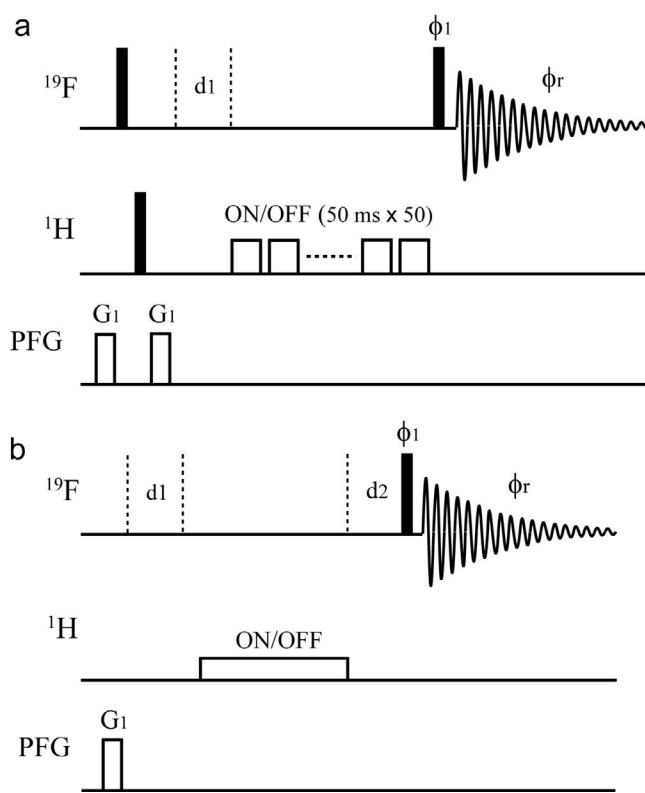 a
ϕ1
19F
d1
ϕr
1H
ON/OFF (50 ms x 50)
G1 G1
PFG
b
ϕ1
19F
d1
d2
ϕr
1H
ON/OFF
G1
PFG